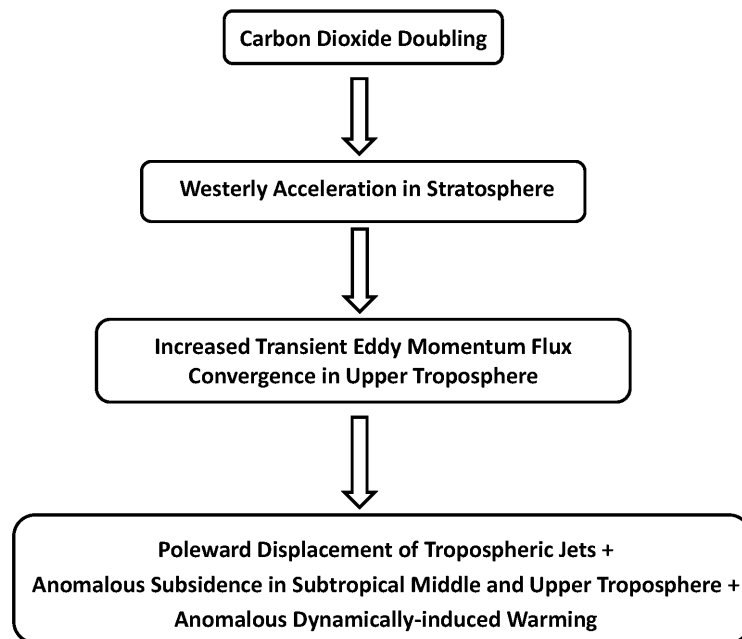 Carbon Dioxide Doubling
Westerly Acceleration in Stratosphere
Increased Transient Eddy Momentum Flux
Convergence in Upper Troposphere
Poleward Displacement of Tropospheric Jets +
Anomalous Subsidence in Subtropical Middle and Upper Troposphere +
Anomalous Dynamically-induced Warming